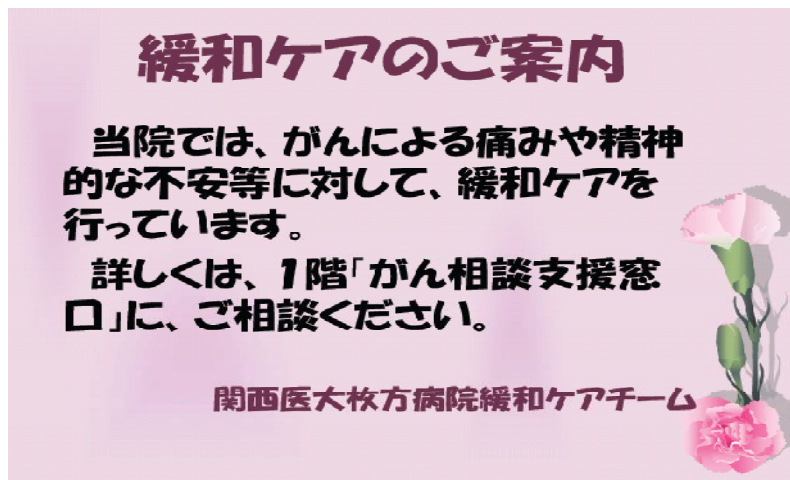 緩和ケアのご案内
当院では、がんによる痛みや精神
的な不安等に対して、緩和ケアを
行っています。
詳しくは、1階「がん相談支援窓
口」に、ご相談ください。
関西医大枚方病院緩和ケアチーム